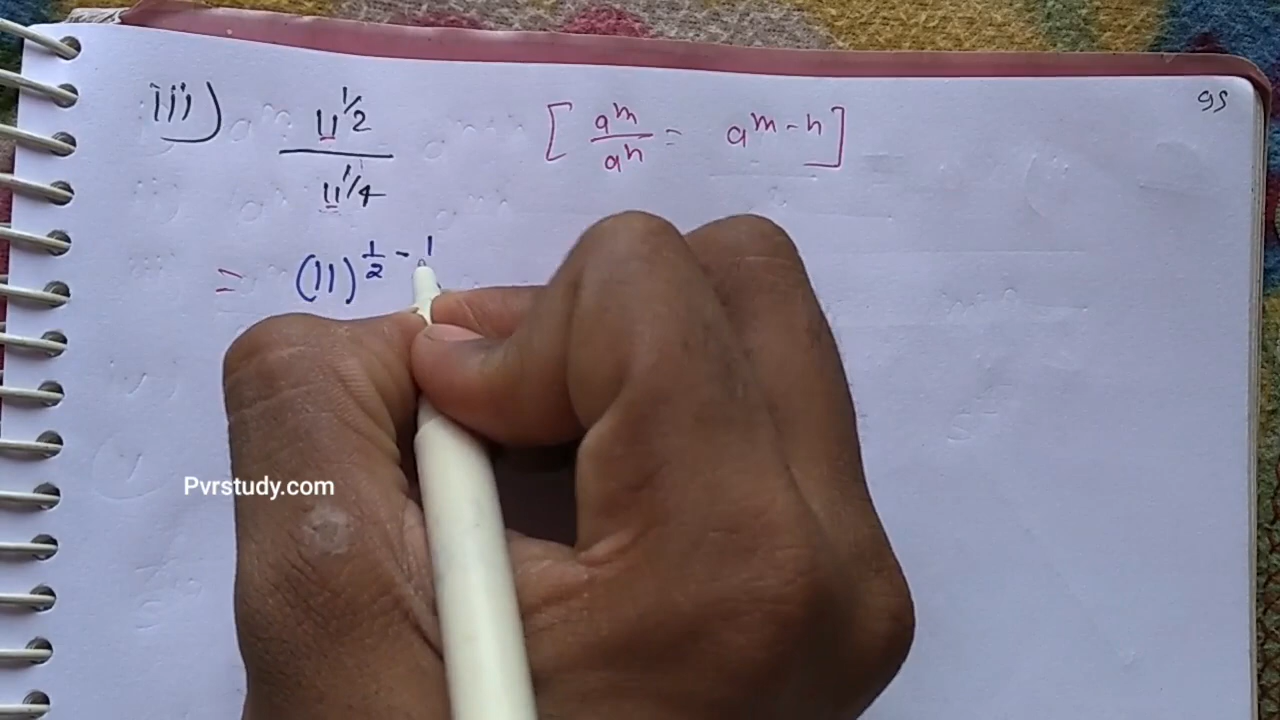 iii) 11^1/2 / 11^1/4 [ a^m / a^n = a^m-n ] 95
= (11)^1/2 - 1
Pvrstudy.com